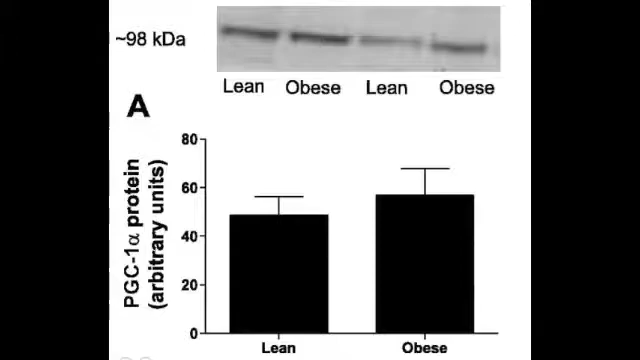 ~98 kDa
Lean Obese Lean Obese
A
PGC-1α protein
(arbitrary units)
80
60
40
20
0
Lean Obese